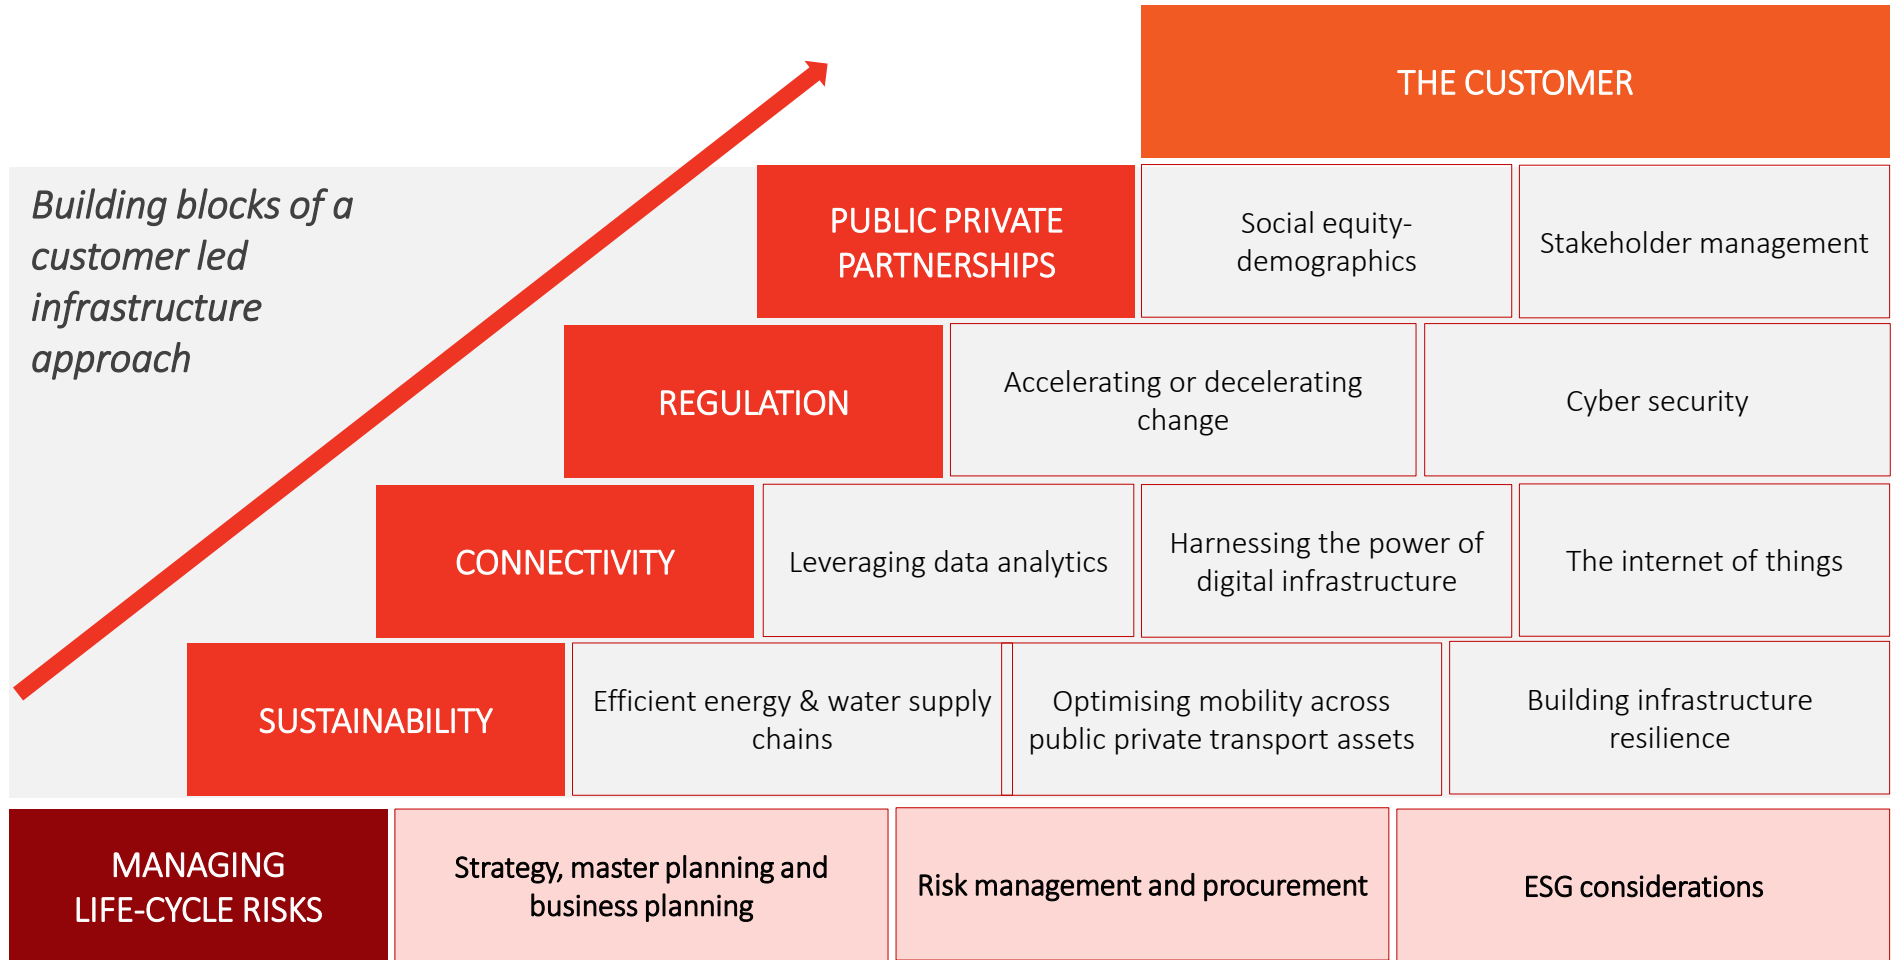 THE CUSTOMER
Building blocks of a
customer led
infrastructure
approach
PUBLIC PRIVATE
PARTNERSHIPS
Social equity-
demographics
Stakeholder management
REGULATION
Accelerating or decelerating
change
Cyber security
CONNECTIVITY
Leveraging data analytics
Harnessing the power of
digital infrastructure
The internet of things
SUSTAINABILITY
Efficient energy & water supply
chains
Optimising mobility across
public private transport assets
Building infrastructure
resilience
MANAGING
LIFE-CYCLE RISKS
Strategy, master planning and
business planning
Risk management and procurement
ESG considerations